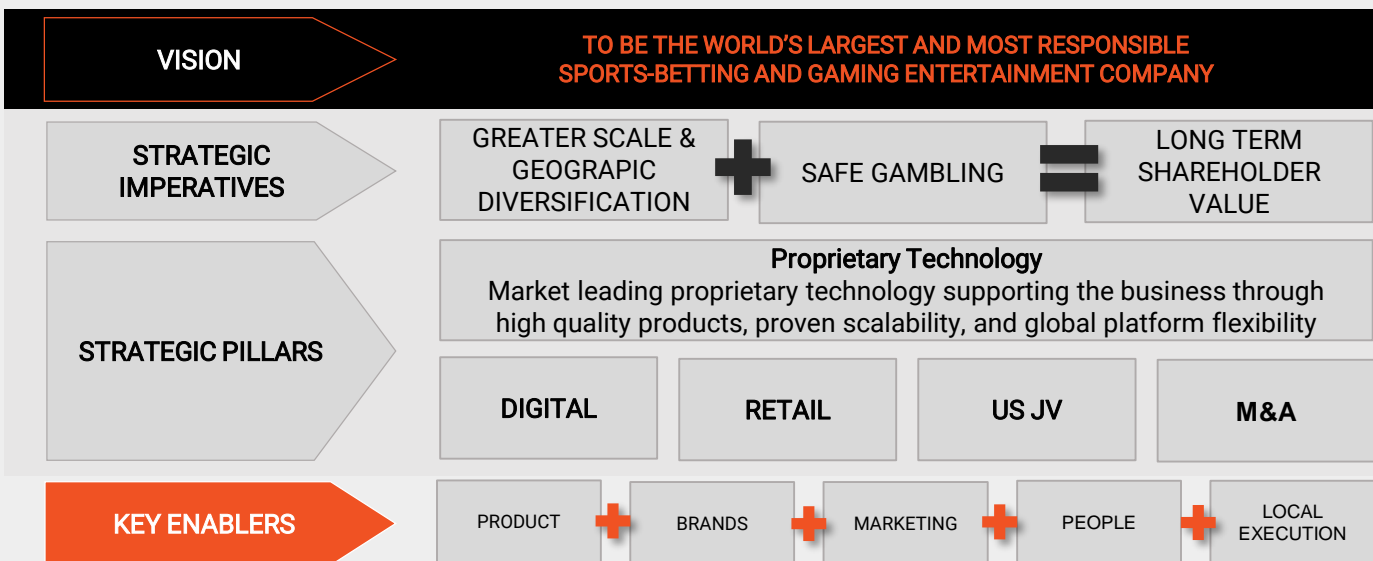 VISION
TO BE THE WORLD'S LARGEST AND MOST RESPONSIBLE
SPORTS-BETTING AND GAMING ENTERTAINMENT COMPANY
STRATEGIC
IMPERATIVES
GREATER SCALE &
GEOGRAPIC
DIVERSIFICATION
SAFE GAMBLING
LONG TERM
SHAREHOLDER
VALUE
STRATEGIC PILLARS
Proprietary Technology
Market leading proprietary technology supporting the business through
high quality products, proven scalability, and global platform flexibility
DIGITAL
RETAIL
US JV
M&A
KEY ENABLERS
PRODUCT
BRANDS
MARKETING
PEOPLE
LOCAL
EXECUTION